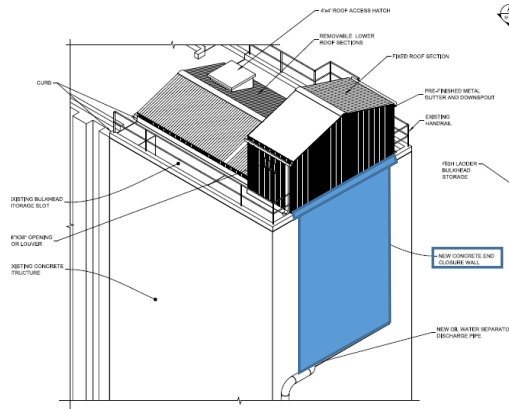 4'x4' ROOF ACCESS HATCH
REMOVABLE LOWER
ROOF SECTIONS
FIXED ROOF SECTION
CURB
PRE-FINISHED METAL
GUTTER AND DOWNSPOUT
EXISTING
HANDRAIL
FISH LADDER
BULKHEAD
STORAGE
XISTING BULKHEAD
TORAGE SLOT
8"X38" OPENING
OR LOUVER
XISTING CONCRETE
TRUCTURE
NEW CONCRETE END
CLOSURE WALL
NEW OIL WATER SEPARATO
DISCHARGE PIPE